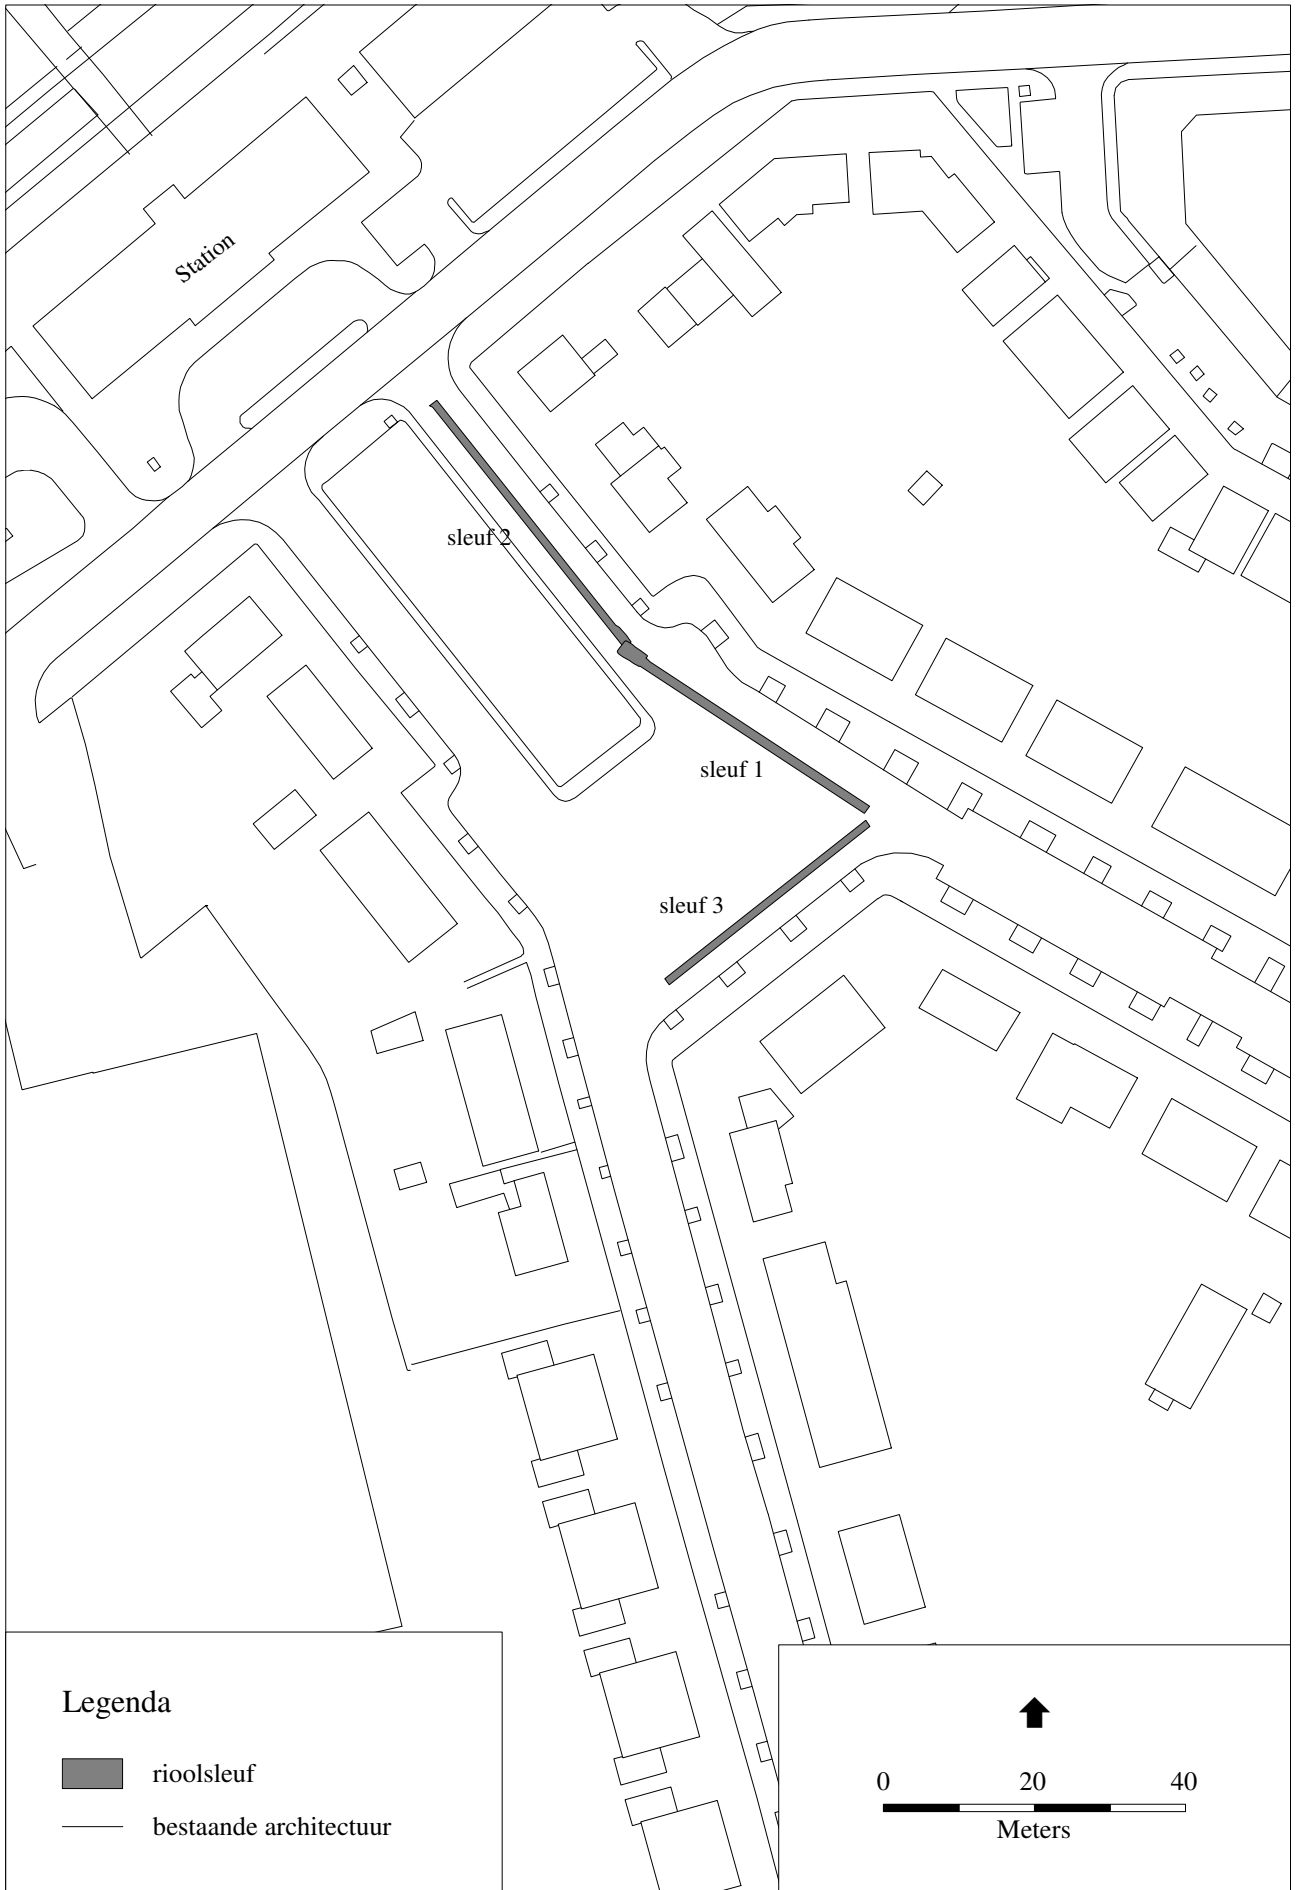 Station
sleuf 2
sleuf 1
sleuf 3
Legenda
rioolsleuf
bestaande architectuur
0 20 40
Meters